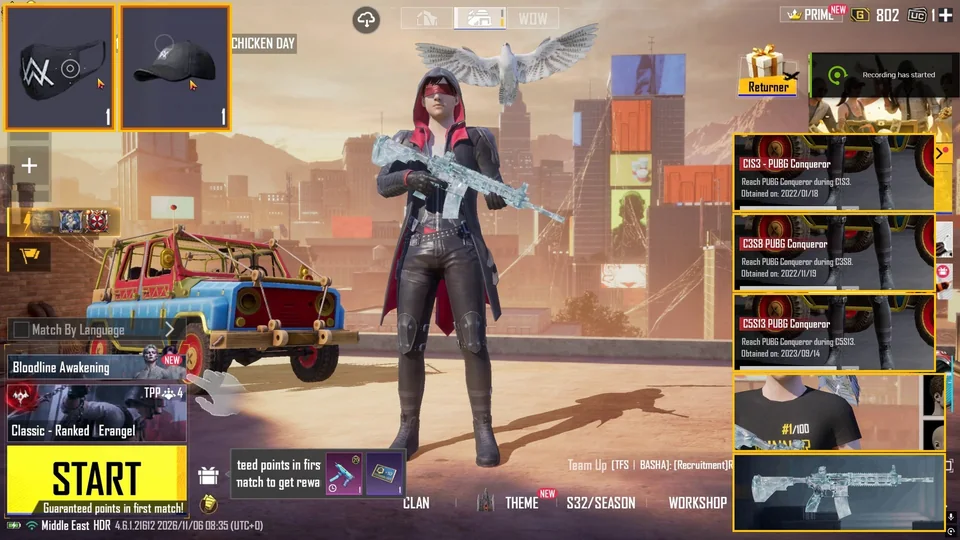 CHICKEN DAY
1
1
WOW
PRIME
NEW
G 802
UC 1
Returner
Recording has started
C1S3 - PUBG Conqueror
Reach PUBG Conqueror during C1S3.
Obtained on: 2022/01/18
C3S8 PUBG Conqueror
Reach PUBG Conqueror during C3S8.
Obtained on: 2022/11/19
C5S13 PUBG Conqueror
Reach PUBG Conqueror during C5S13.
Obtained on: 2023/09/14
#1/100
Match By Language
Bloodline Awakening
NEW
TPP 4
Classic - Ranked Erangel
START
Guaranteed points in first match!
teed points in firs
natch to get rewa
1
1
Team Up [TFS | BASHA]: [Recruitment]R
CLAN
THEME
NEW
S32/SEASON
WORKSHOP
Middle East HDR 4.6.1.21612 2026/11/06 08:35 (UTC+0)